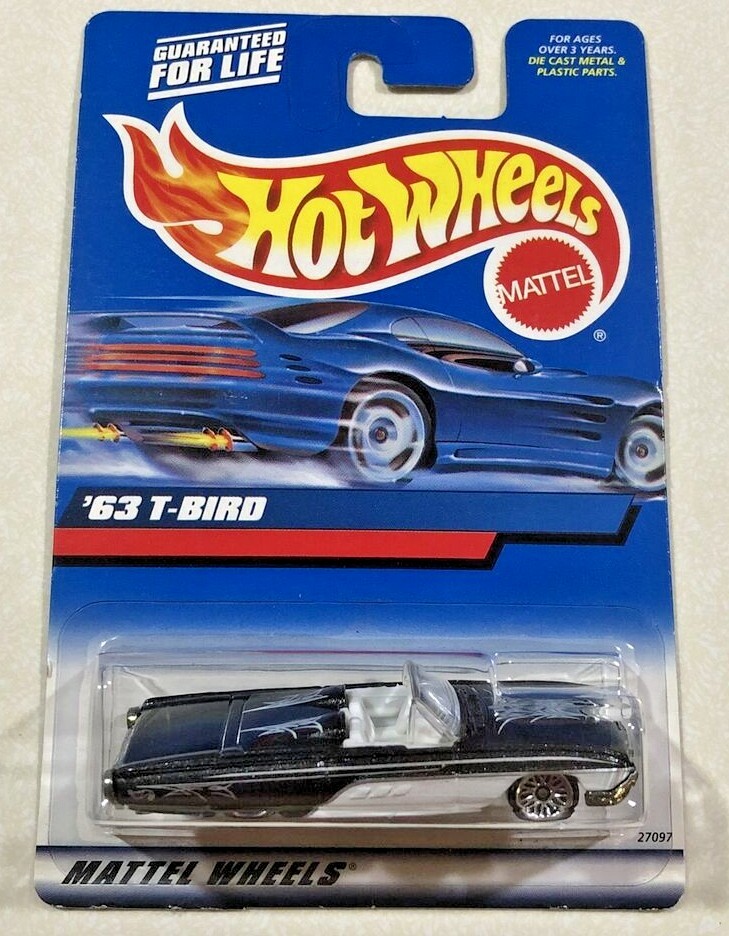 GUARANTEED
FOR LIFE
FOR AGES
OVER 3 YEARS.
DIE CAST METAL &
PLASTIC PARTS.
HOT WHEELS
MATTEL
®
'63 T-BIRD
27097
MATTEL WHEELS®